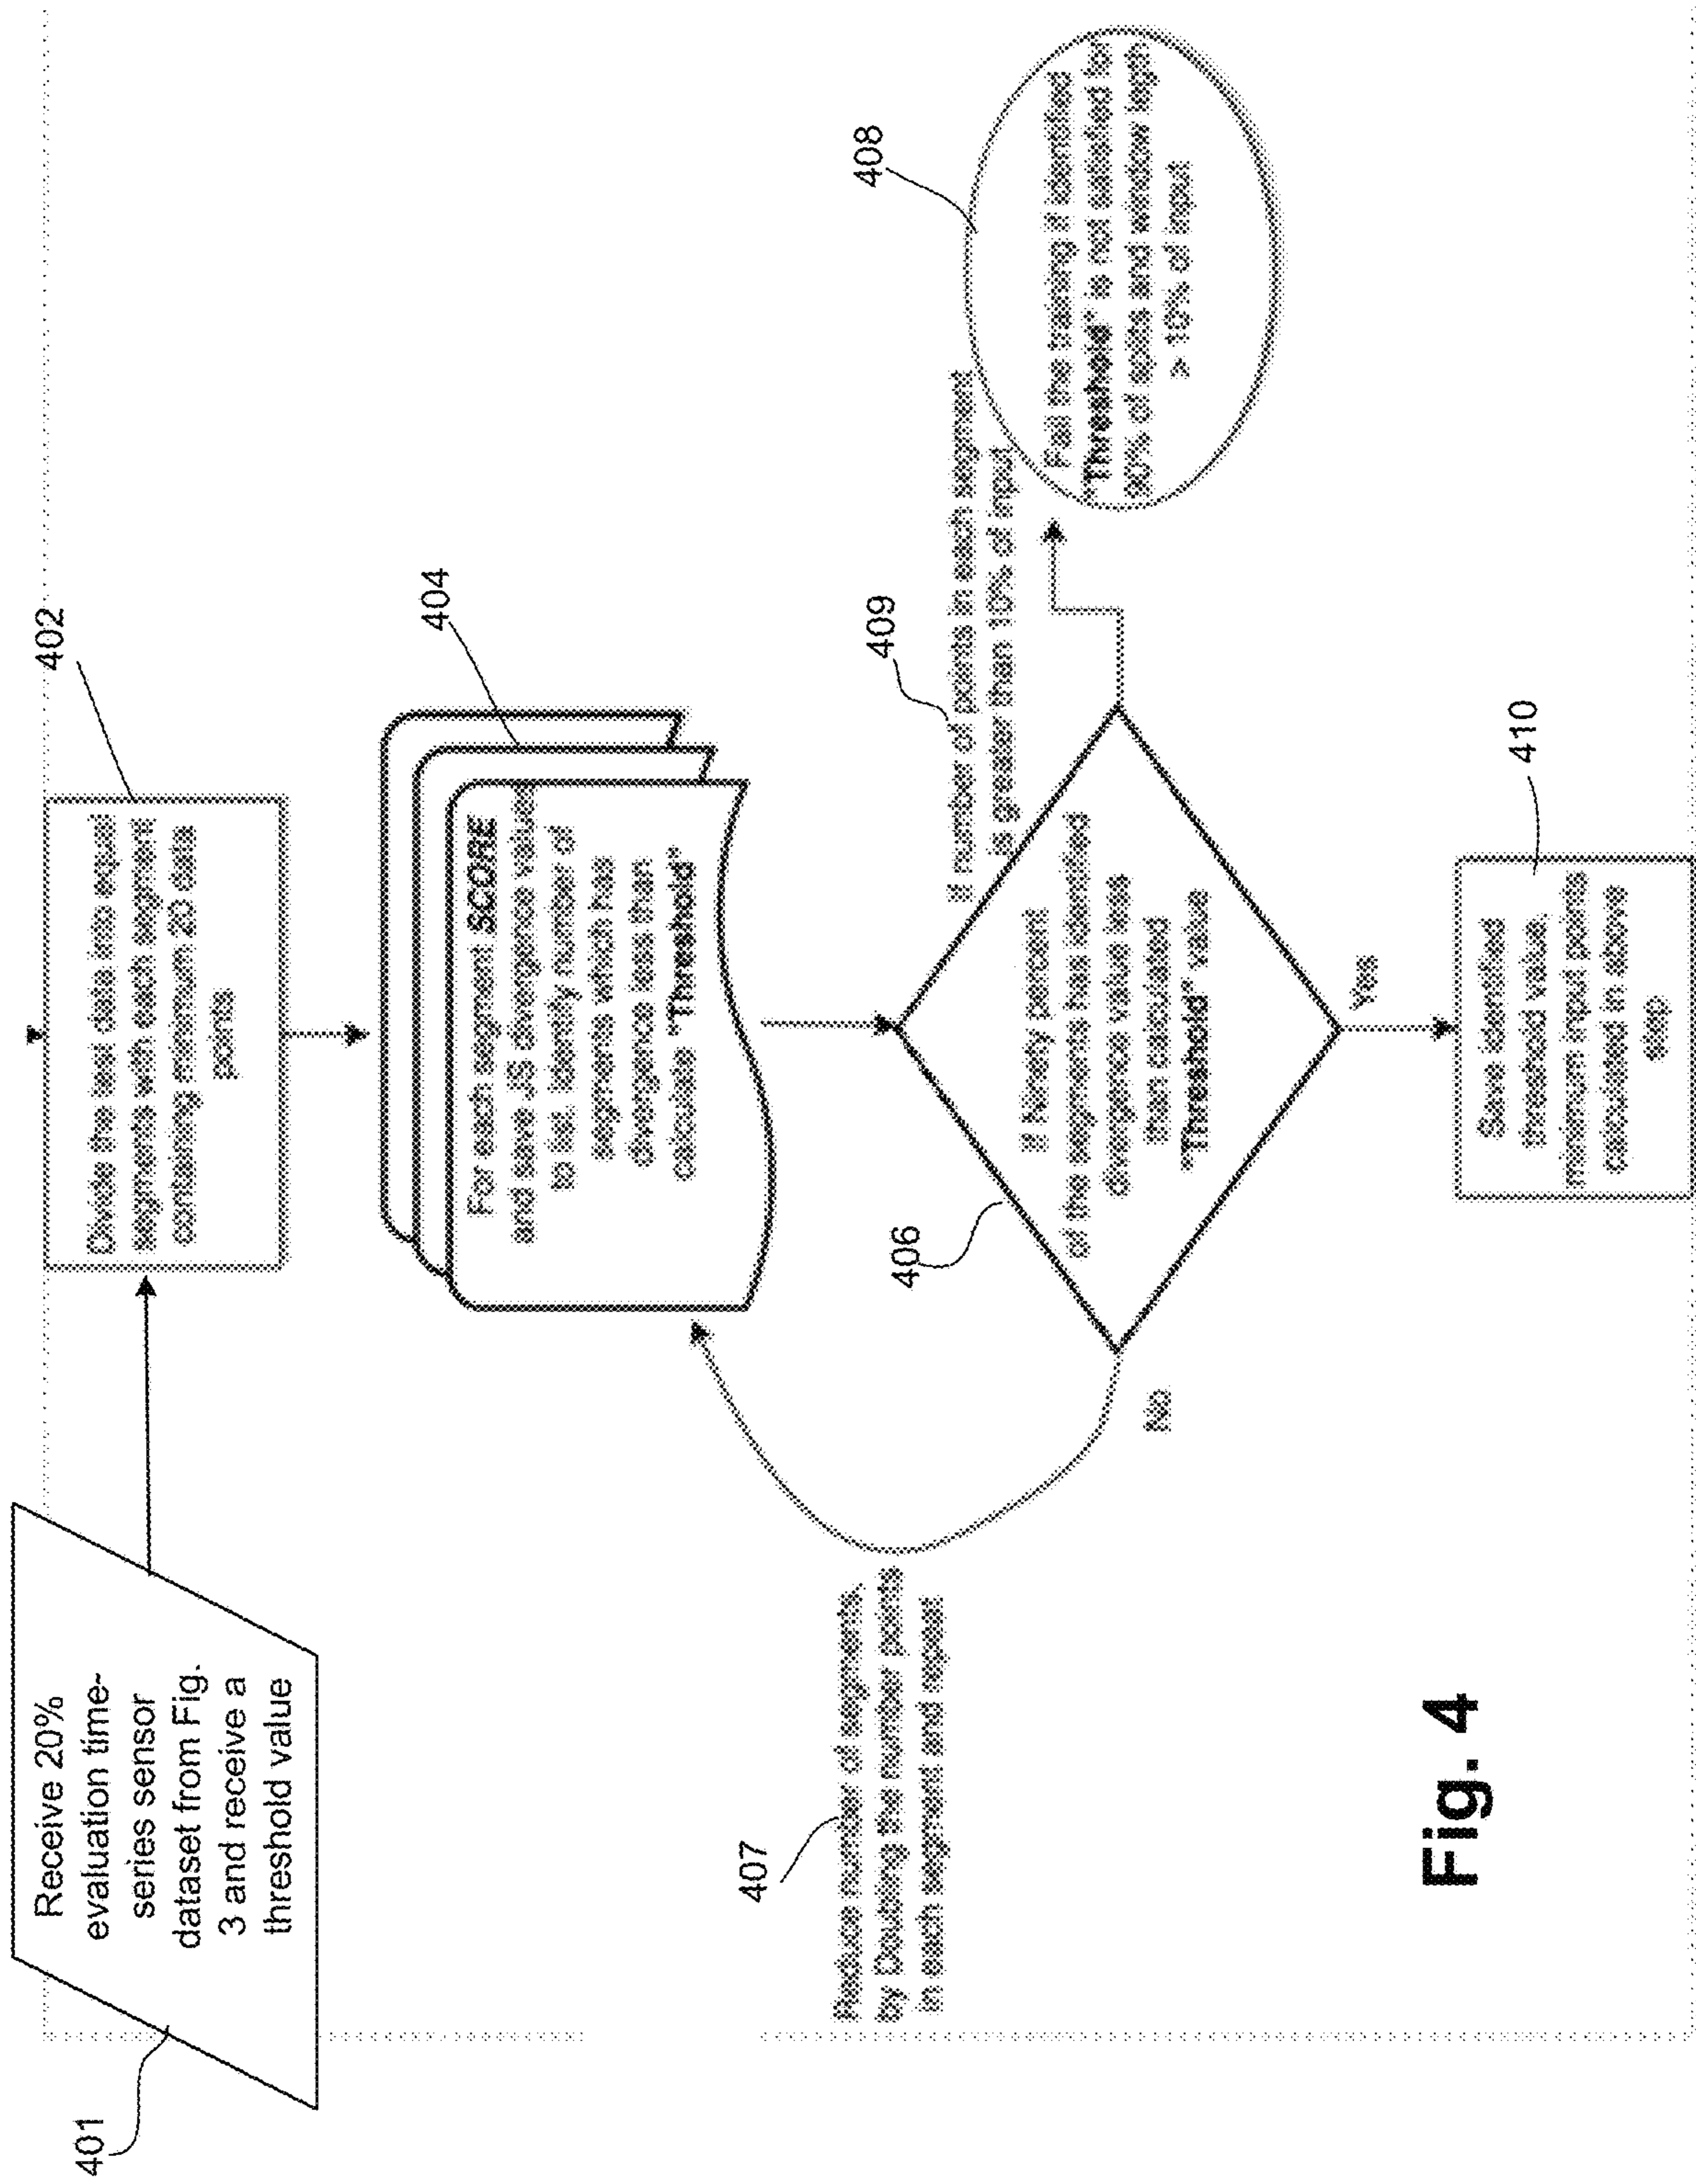 401
Receive 20%
evaluation time-
series sensor
dataset from Fig.
3 and receive a
threshold value
402
Divide the test data into equal
segments with each segment
containing minimum 20 data
points
404
For each segment SCORE
and save JS divergence values
to list. Identify number of
segments which has
divergence less than
calculate "Threshold"
406
If Ninety percent
of the segments has identified
divergence value less
than calculated
"Threshold" value
407
Reduce number of segments,
by Doubling the number points
in each segment and repeat
No
409
If number of points in each segment
is greater than 10% of input
408
Fail the training if identified
"Threshold" is not satisfied for
90% of splits and window legth
> 10% of input
Yes
410
Save identified
threshold value,
minimum input points
calculated in above
step
Fig. 4